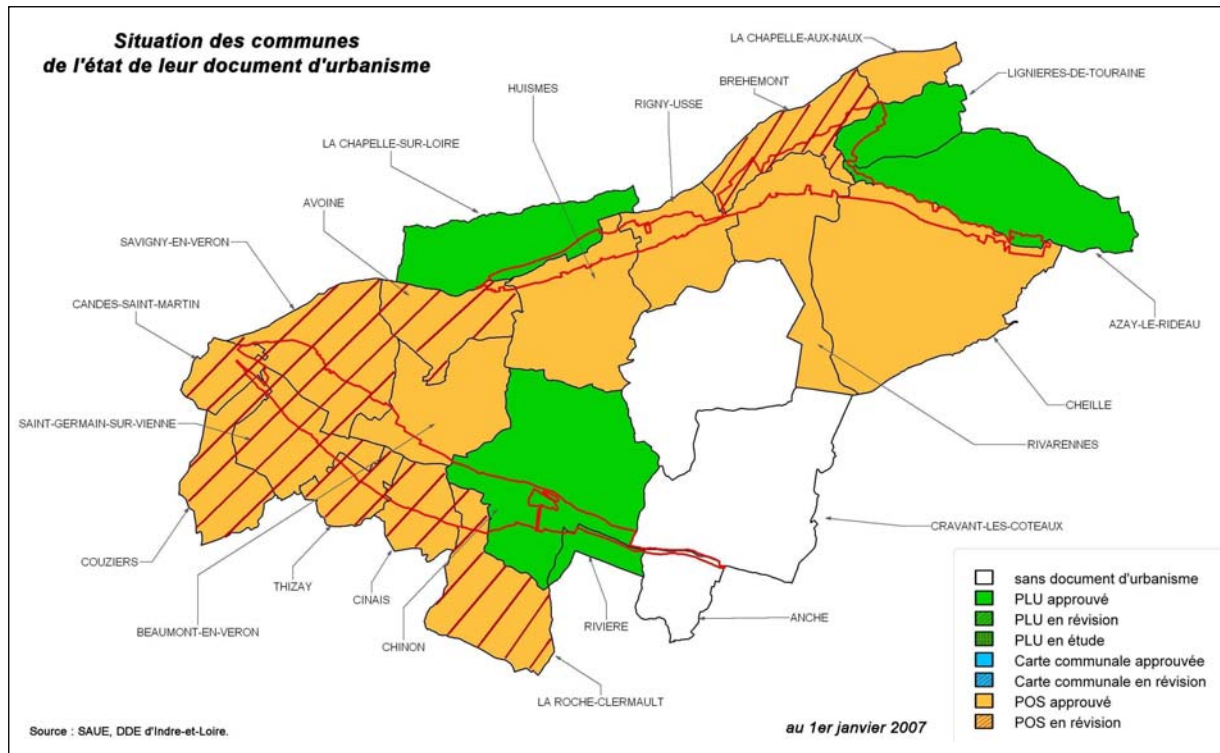 Situation des communes
de l'état de leur document d'urbanisme
LA CHAPELLE-AUX-NAUX
LIGNIERES-DE-TOURAINE
BREHEMONT
HUISMES
RIGNY-USSE
LA CHAPELLE-SUR-LOIRE
AVOINE
SAVIGNY-EN-VERON
CANDES-SAINT-MARTIN
AZAY-LE-RIDEAU
CHEILLE
SAINT-GERMAIN-SUR-VIENNE
RIVARENNES
CRAVANT-LES-COTEAUX
COUZIERS
THIZAY
CINAIS
RIVIERE
ANCHE
BEAUMONT-EN-VERON
CHINON
LA ROCHE-CLERMAULT
sans document d'urbanisme
PLU approuvé
PLU en révision
PLU en étude
Carte communale approuvée
Carte communale en révision
POS approuvé
POS en révision
Source : SAUE, DDE d'Indre-et-Loire.
au 1er janvier 2007